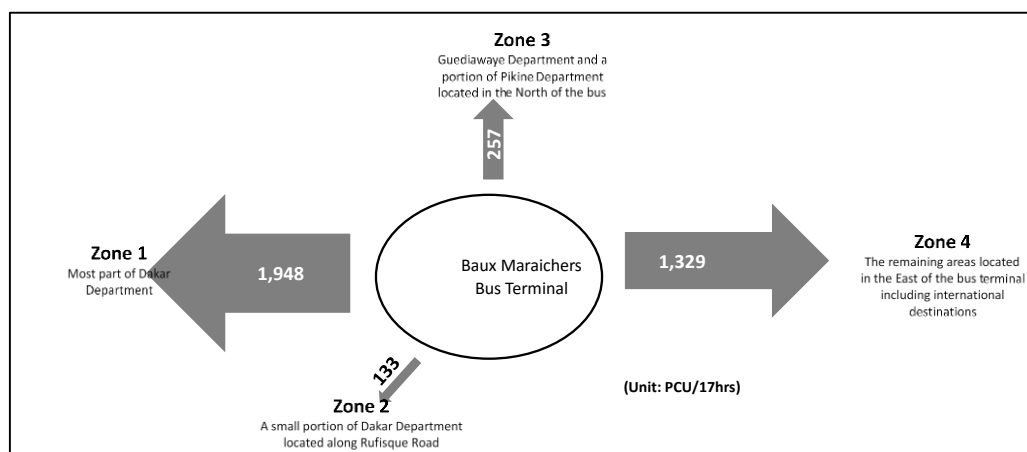 Zone 3
Guediawaye Department and a
portion of Pikine Department
located in the North of the bus
257
Zone 1
Most part of Dakar
Department
1,948
Baux Maraichers
Bus Terminal
1,329
Zone 4
The remaining areas located
in the East of the bus terminal
including international
destinations
133
Zone 2
A small portion of Dakar Department
located along Rufisque Road
(Unit: PCU/17hrs)